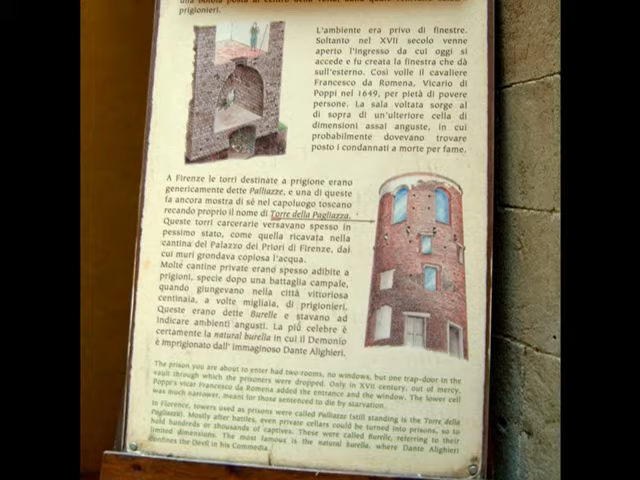 una botola posta al centro della volta, dalla quale
prigionieri.
L'ambiente era privo di finestre.
Soltanto nel XVII secolo venne
aperto l'ingresso da cui oggi si
accede e fu creata la finestra che dà
sull'esterno. Così volle il cavaliere
Francesco da Romena, Vicario di
Poppi nel 1649, per pietà di povere
persone. La sala voltata sorge al
di sopra di un'ulteriore cella di
dimensioni assai anguste, in cui
probabilmente dovevano trovare
posto i condannati a morte per fame.
A Firenze le torri destinate a prigione erano
genericamente dette Palliazze, e una di queste
fa ancora mostra di sé nel capoluogo toscano
recando proprio il nome di Torre della Pagliazza.
Queste torri carcerarie versavano spesso in
pessimo stato, come quella ricavata nella
cantina del Palazzo dei Priori di Firenze, dai
cui muri grondava copiosa l'acqua.
Molte cantine private erano spesso adibite a
prigioni, specie dopo una battaglia campale,
quando giungevano nella città vittoriosa
centinaia, a volte migliaia, di prigionieri.
Queste erano dette Burelle e stavano ad
indicare ambienti angusti. La più celebre è
certamente la natural burella in cui il Demonio
è imprigionato dall' immaginoso Dante Alighieri.
The prison you are about to enter had two rooms, no windows, but one trap-door in the
vault through which the prisoners were dropped. Only in XVII century, out of mercy,
Poppi's vicar Francesco da Romena added the entrance and the window. The lower cell
was much narrower, meant for those sentenced to die by starvation.
In Florence, towers used as prisons were called Palliazze (still standing is the Torre della
Pagliazza). Mostly after battles, even private cellars could be turned into prisons, so to
hold hundreds or thousands of captives. These were called Burelle, referring to their
limited dimensions. The most famous is the natural burella, where Dante Alighieri
confines the Devil in his Commedia.